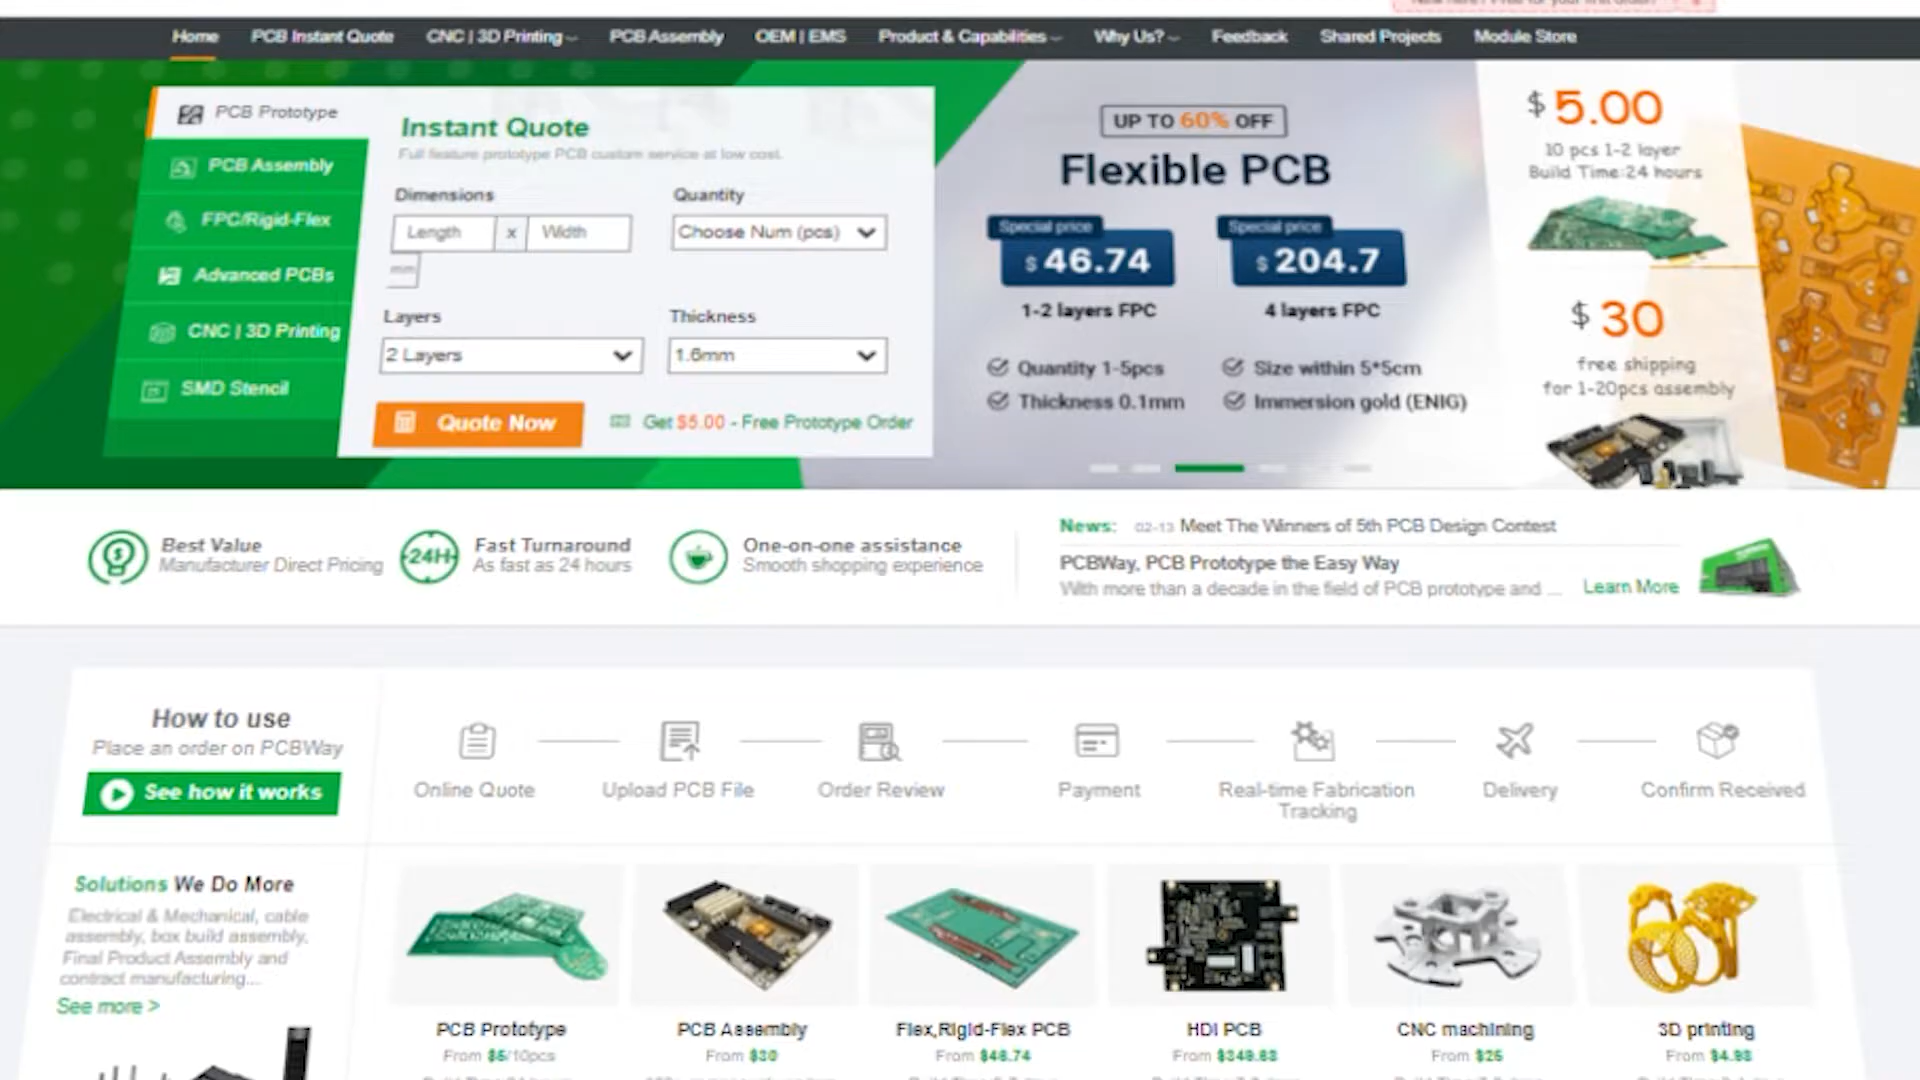 Home PCB Instant Quote CNC | 3D Printing PCB Assembly OEM | EMS Product & Capabilities Why Us? Feedback Shared Projects Module Store
PCB Prototype
PCB Assembly
FPC/Rigid-Flex
Advanced PCBs
CNC | 3D Printing
SMD Stencil
Instant Quote
Full feature prototype PCB custom service at low cost.
Dimensions Quantity
Length x Width Choose Num (pcs)
mm
Layers Thickness
2 Layers 1.6mm
Quote Now Get $5.00 - Free Prototype Order
UP TO 60% OFF
Flexible PCB
Special price Special price
$ 46.74 $ 204.7
1-2 layers FPC 4 layers FPC
Quantity 1-5pcs Size within 5*5cm
Thickness 0.1mm Immersion gold (ENIG)
$ 5.00
10 pcs 1-2 layer
Build Time:24 hours
$ 30
free shipping
for 1-20pcs assembly
Best Value
Manufacturer Direct Pricing
24H
Fast Turnaround
As fast as 24 hours
One-on-one assistance
Smooth shopping experience
News: 02-13 Meet The Winners of 5th PCB Design Contest
PCBWay, PCB Prototype the Easy Way
With more than a decade in the field of PCB prototype and ... Learn More
How to use
Place an order on PCBWay
See how it works
Online Quote Upload PCB File Order Review Payment Real-time Fabrication Tracking Delivery Confirm Received
Solutions We Do More
Electrical & Mechanical, cable
assembly, box build assembly,
Final Product Assembly and
contract manufacturing...
See more >
PCB Prototype PCB Assembly Flex,Rigid-Flex PCB HDI PCB CNC machining 3D printing
From $5/10pcs From $30 From $46.74 From From $25 From